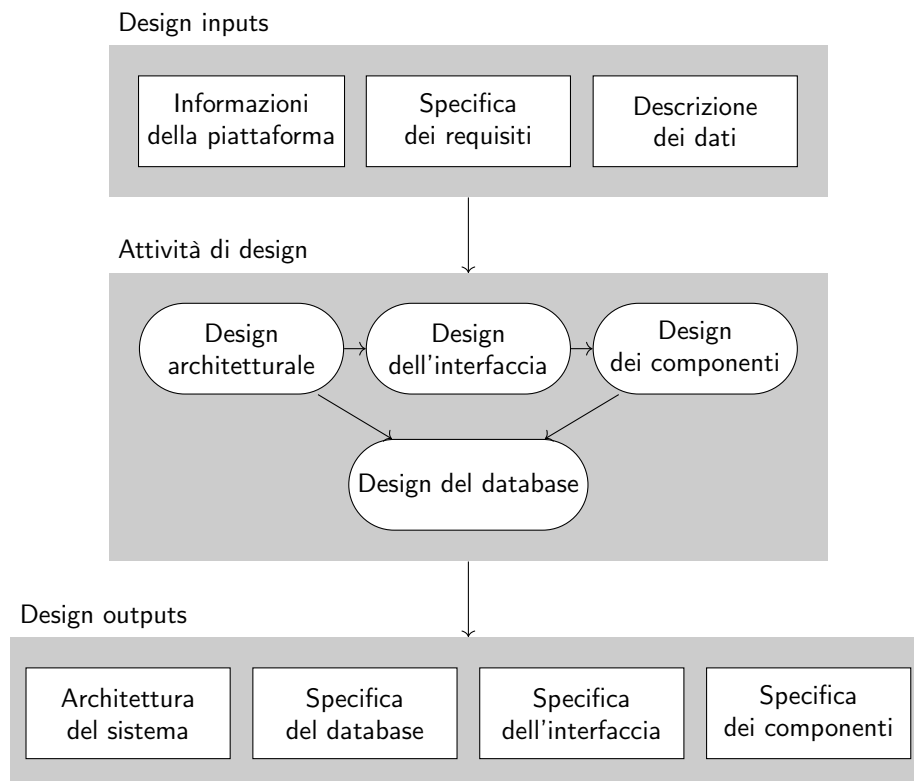 Design inputs
Informazioni
della piattaforma
Specifica
dei requisiti
Descrizione
dei dati
Attività di design
Design
architetturale
Design
dell'interfaccia
Design
dei componenti
Design del database
Design outputs
Architettura
del sistema
Specifica
del database
Specifica
dell'interfaccia
Specifica
dei componenti